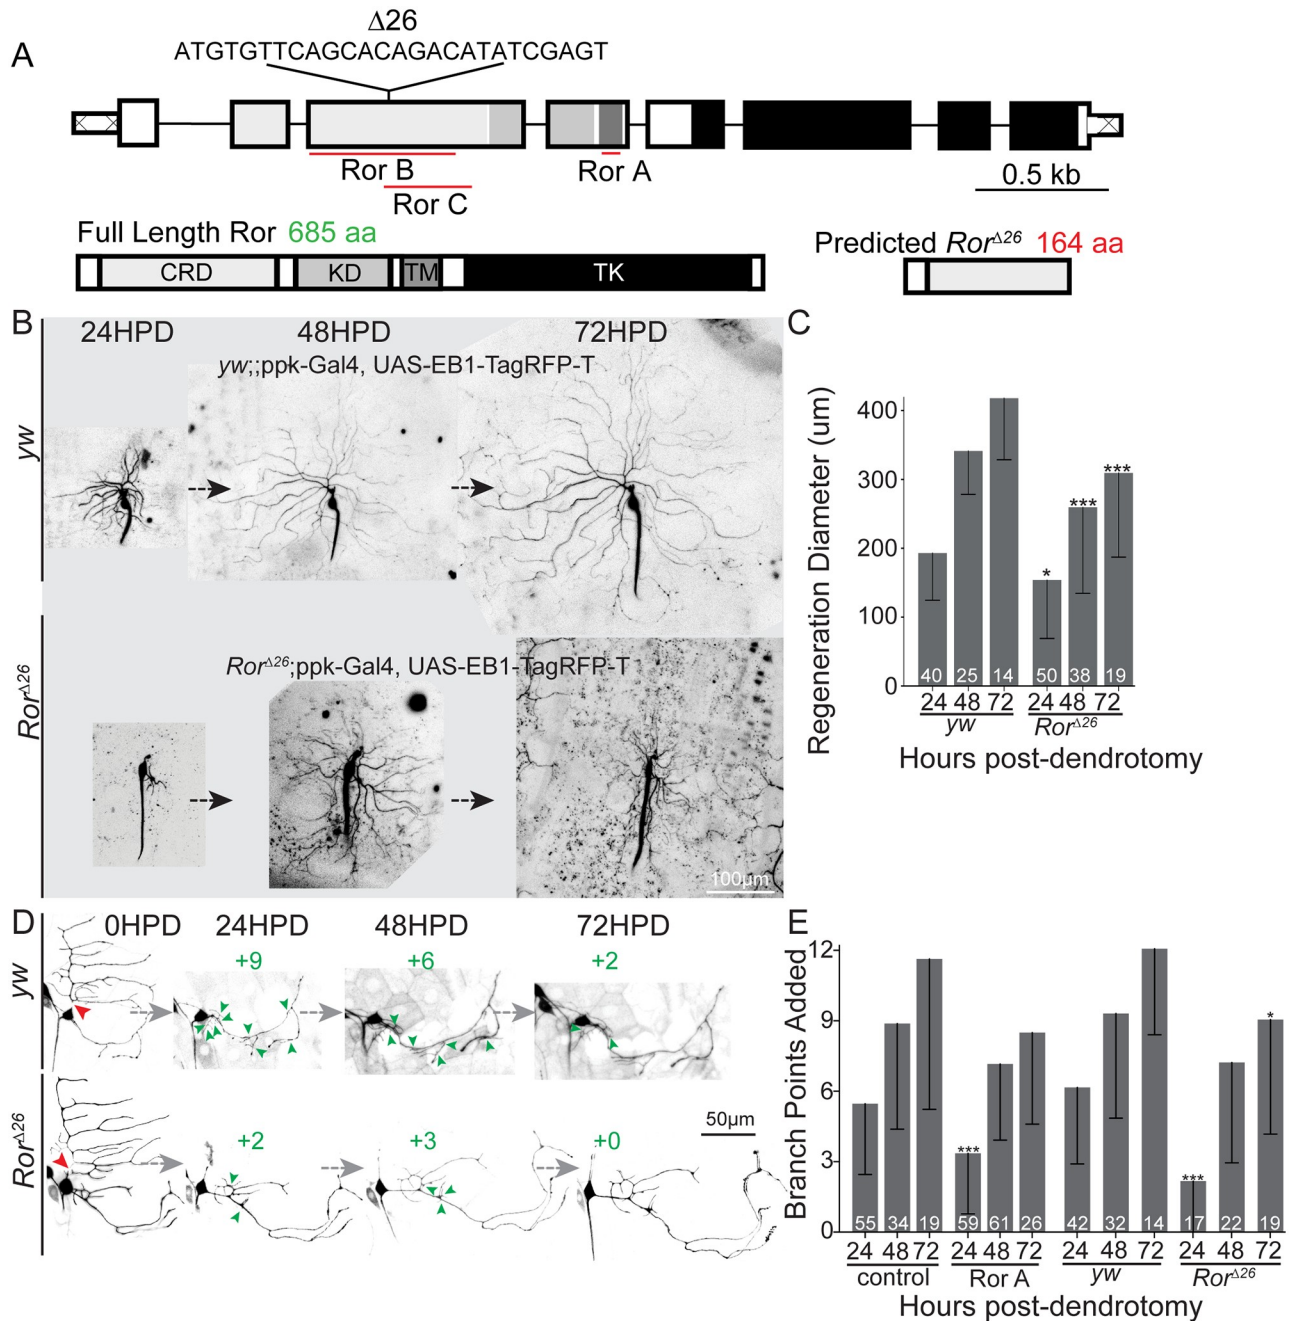 A
Δ26
ATGTGTTCAGCACAGACATATCGAGT
Ror B
Ror A
Ror C
0.5 kb
Full Length Ror 685 aa
CRD KD TM TK
Predicted RorΔ26 164 aa
B
24HPD 48HPD 72HPD
yw;;ppk-Gal4, UAS-EB1-TagRFP-T
yw
RorΔ26;ppk-Gal4, UAS-EB1-TagRFP-T
RorΔ26
100µm
C
Regeneration Diameter (um)
400
300
200
100
0
* *** ***
40 25 14 50 38 19
24 48 72 24 48 72
yw RorΔ26
Hours post-dendrotomy
D
0HPD 24HPD 48HPD 72HPD
yw
+9 +6 +2
RorΔ26
+2 +3 +0
50µm
E
Branch Points Added
12
9
6
3
0
*** *** *
55 34 19 59 61 26 42 32 14 17 22 19
24 48 72 24 48 72 24 48 72 24 48 72
control Ror A yw RorΔ26
Hours post-dendrotomy